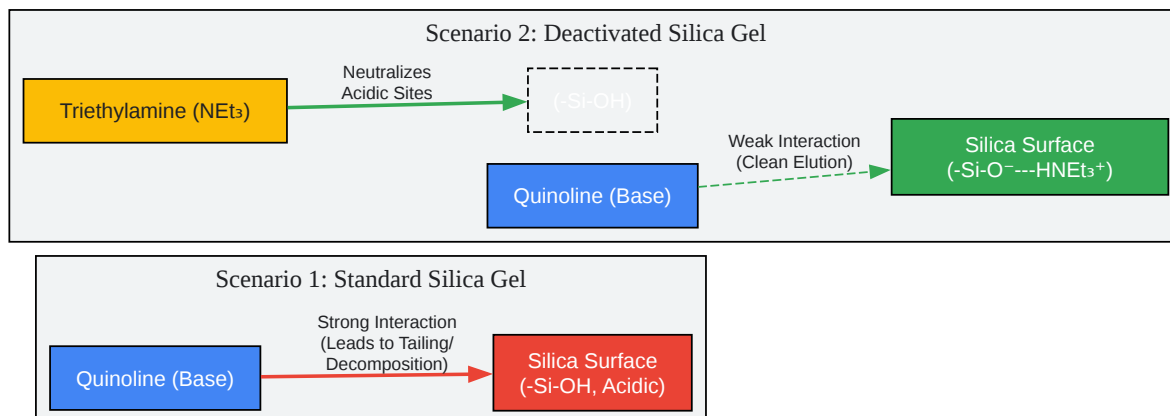 Scenario 2: Deactivated Silica Gel
Neutralizes
Acidic Sites
Triethylamine (NEt₃)
(-Si-OH)
Weak Interaction
(Clean Elution)
Silica Surface
(-Si-O⁻---HNEt₃⁺)
Quinoline (Base)
Scenario 1: Standard Silica Gel
Strong Interaction
(Leads to Tailing/
Decomposition)
Quinoline (Base)
Silica Surface
(-Si-OH, Acidic)